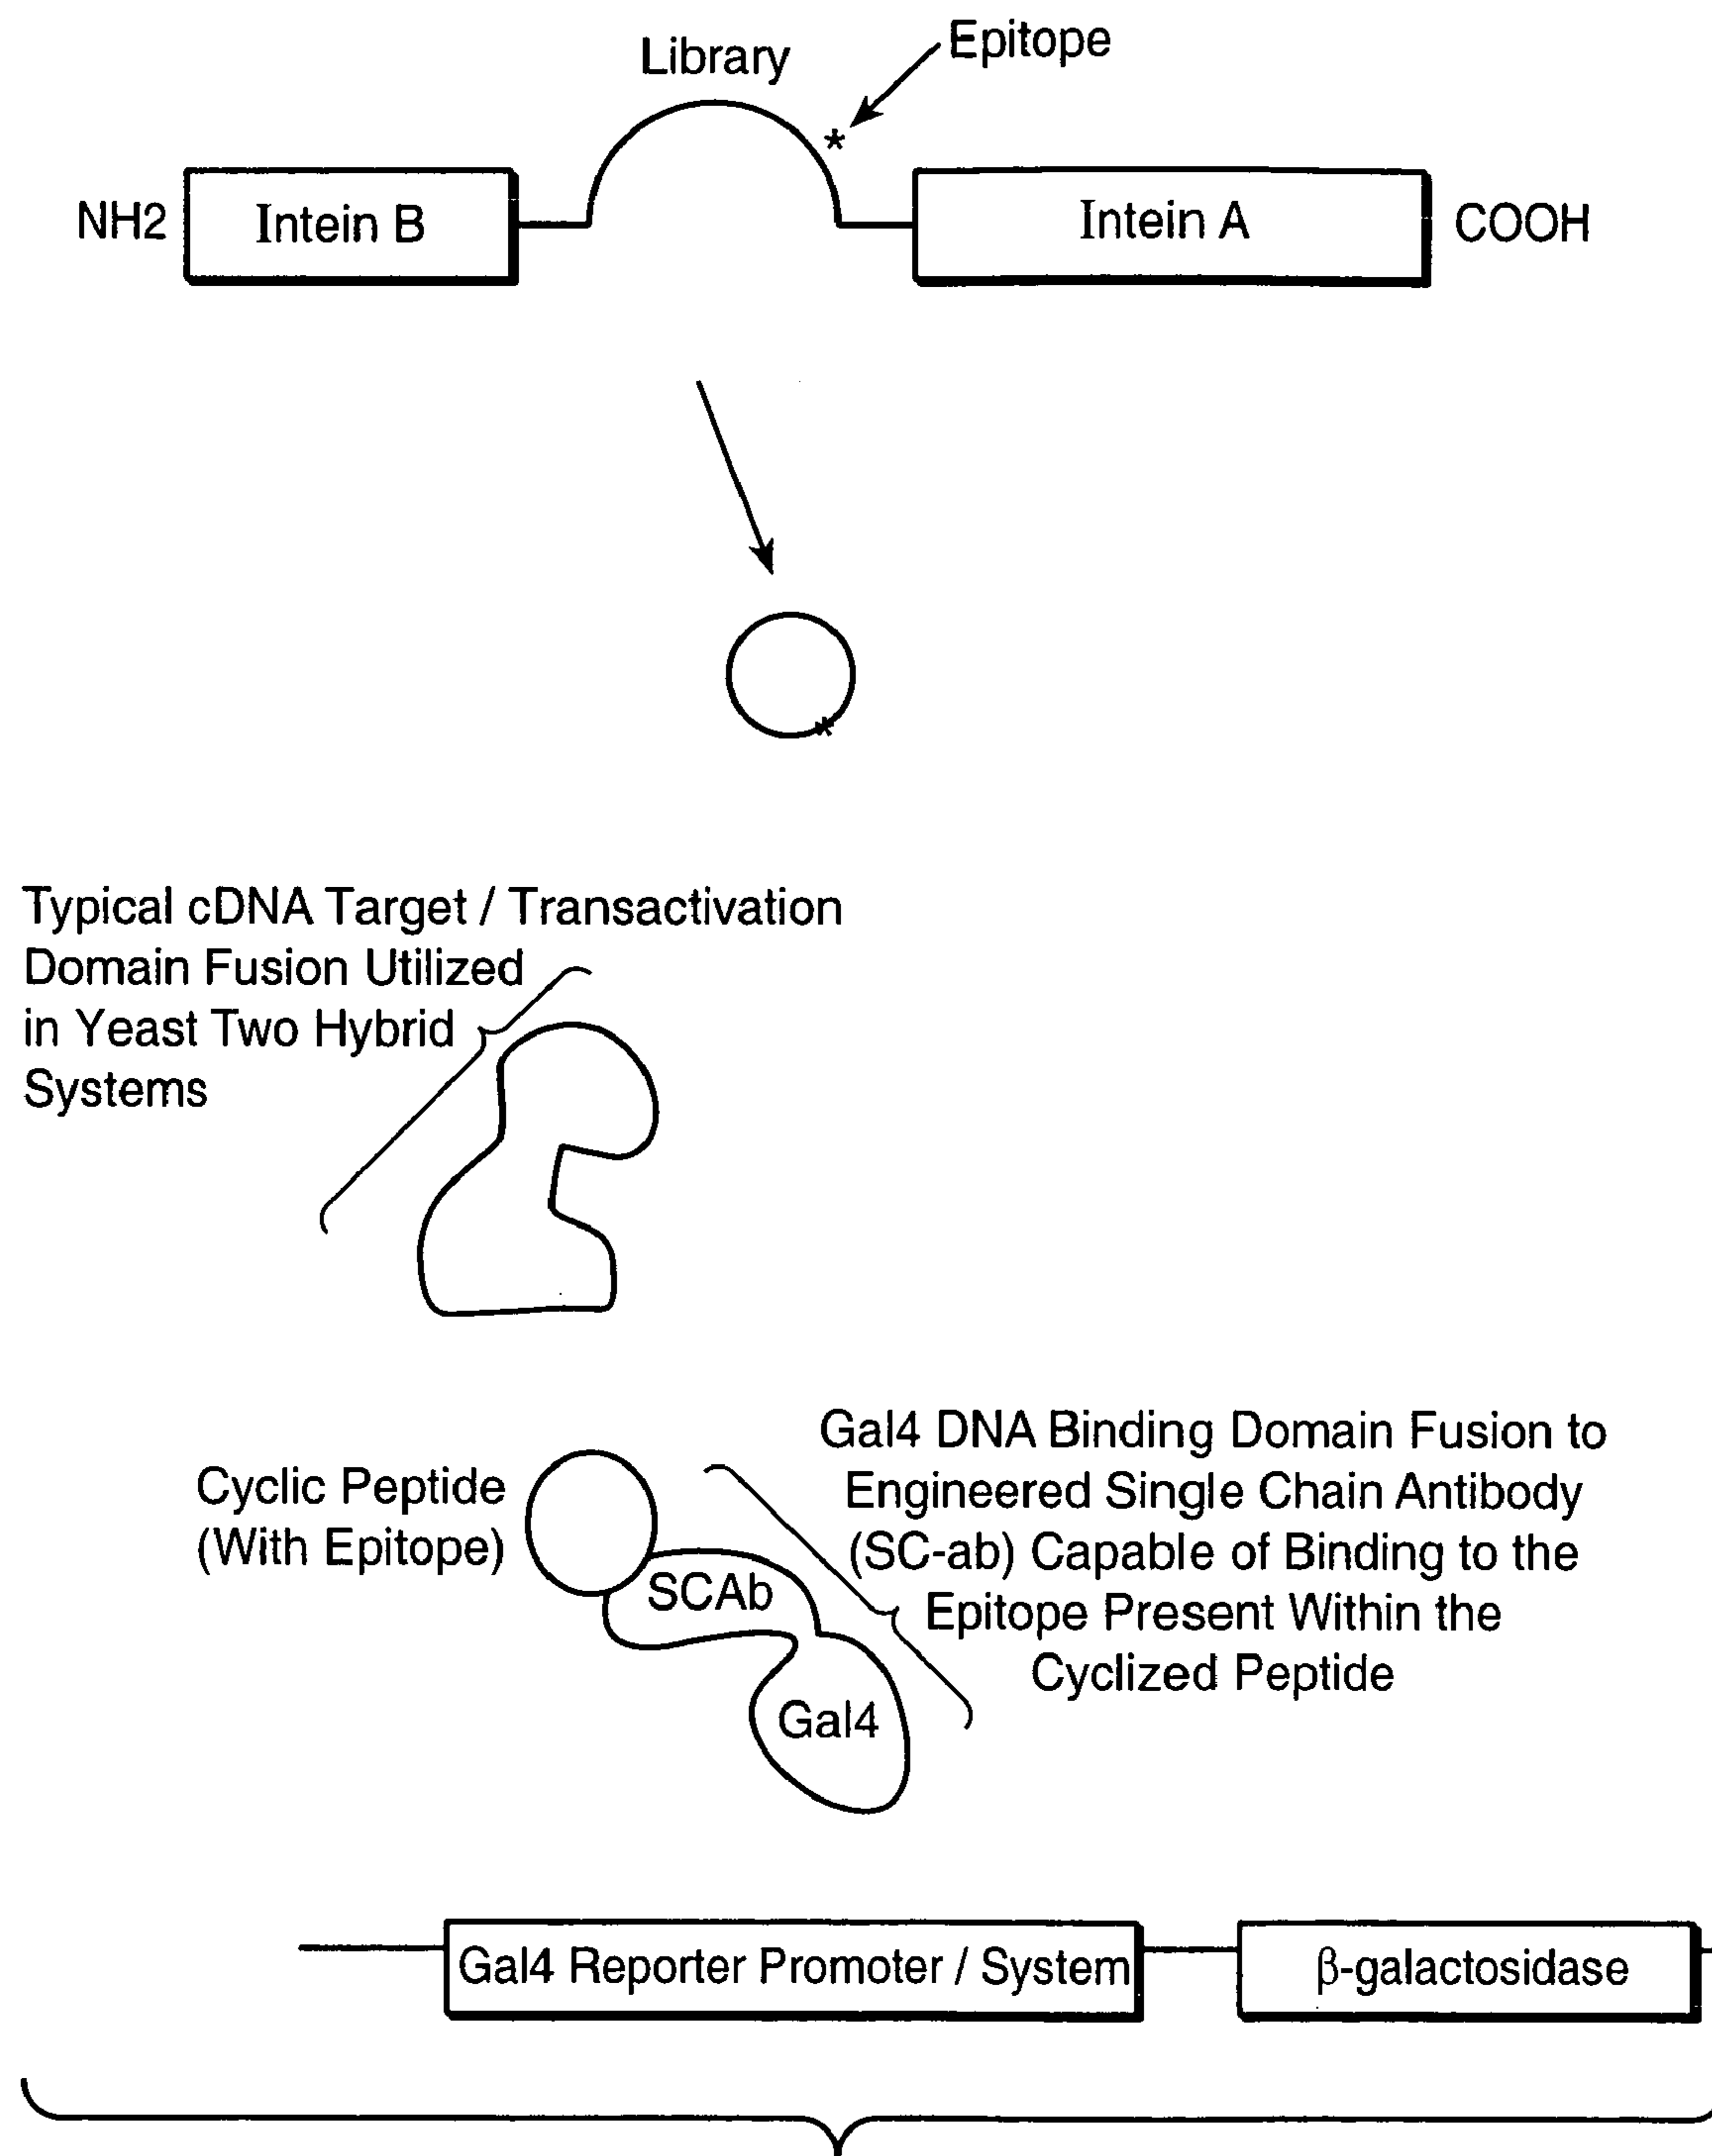 Library
Epitope
*
NH2
Intein B
Intein A
COOH
*
Typical cDNA Target / Transactivation
Domain Fusion Utilized
in Yeast Two Hybrid
Systems
Cyclic Peptide
(With Epitope)
SCAb
Gal4
Gal4 DNA Binding Domain Fusion to
Engineered Single Chain Antibody
(SC-ab) Capable of Binding to the
Epitope Present Within the
Cyclized Peptide
Gal4 Reporter Promoter / System
β-galactosidase